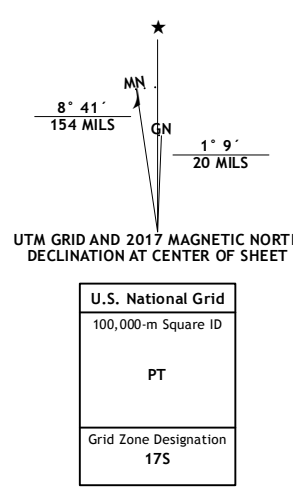 MN
8° 41´
154 MILS
GN
1° 9´
20 MILS
UTM GRID AND 2017 MAGNETIC NORT
DECLINATION AT CENTER OF SHEET
U.S. National Grid
100,000-m Square ID
PT
Grid Zone Designation
17S